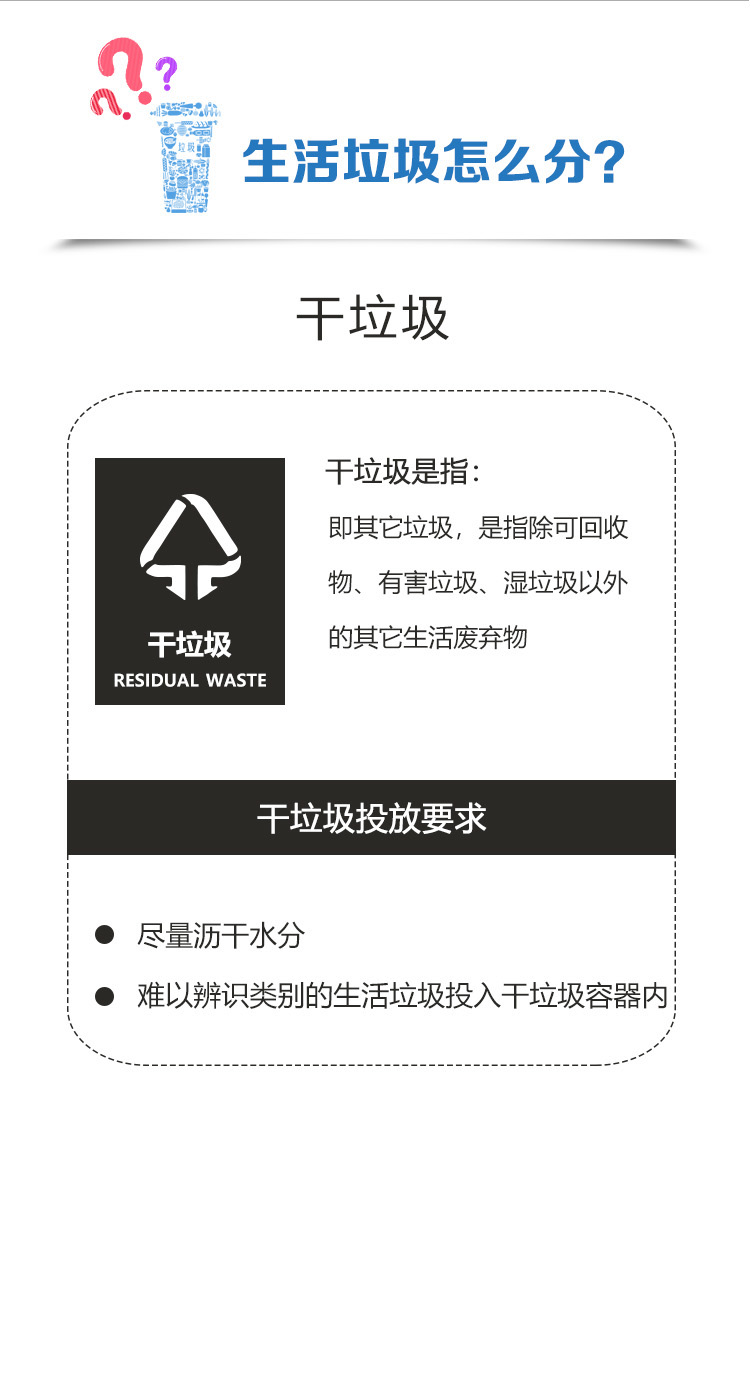 垃圾
生活垃圾怎么分?
干垃圾
干垃圾是指：
即其它垃圾，是指除可回收
物、有害垃圾、湿垃圾以外
的其它生活废弃物
干垃圾
RESIDUAL WASTE
干垃圾投放要求
尽量沥干水分
难以辨识类别的生活垃圾投入干垃圾容器内